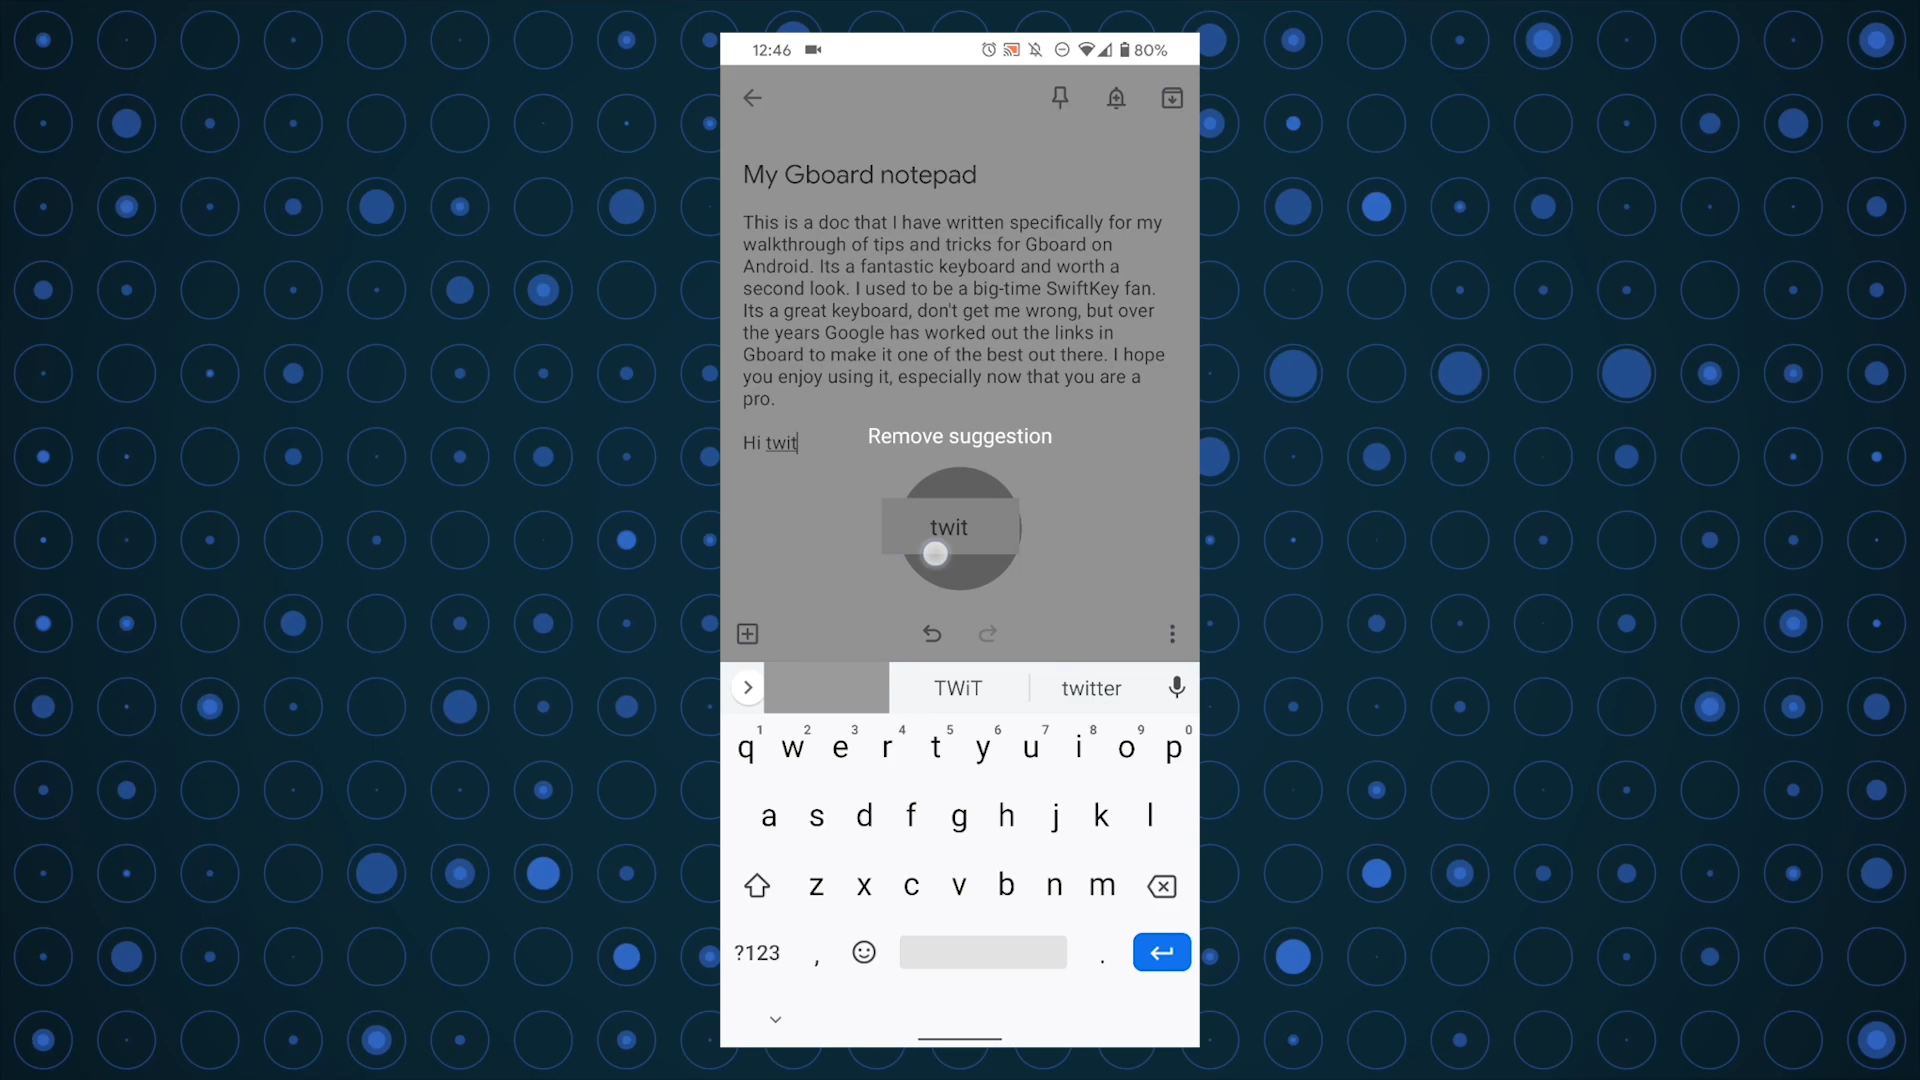 12:46
80%
My Gboard notepad
This is a doc that I have written specifically for my
walkthrough of tips and tricks for Gboard on
Android. Its a fantastic keyboard and worth a
second look. I used to be a big-time SwiftKey fan.
Its a great keyboard, don't get me wrong, but over
the years Google has worked out the links in
Gboard to make it one of the best out there. I hope
you enjoy using it, especially now that you are a
pro.
Hi twit
Remove suggestion
twit
TWiT twitter
1 2 3 4 5 6 7 8 9 0
q w e r t y u i o p
a s d f g h j k l
z x c v b n m
?123 , .